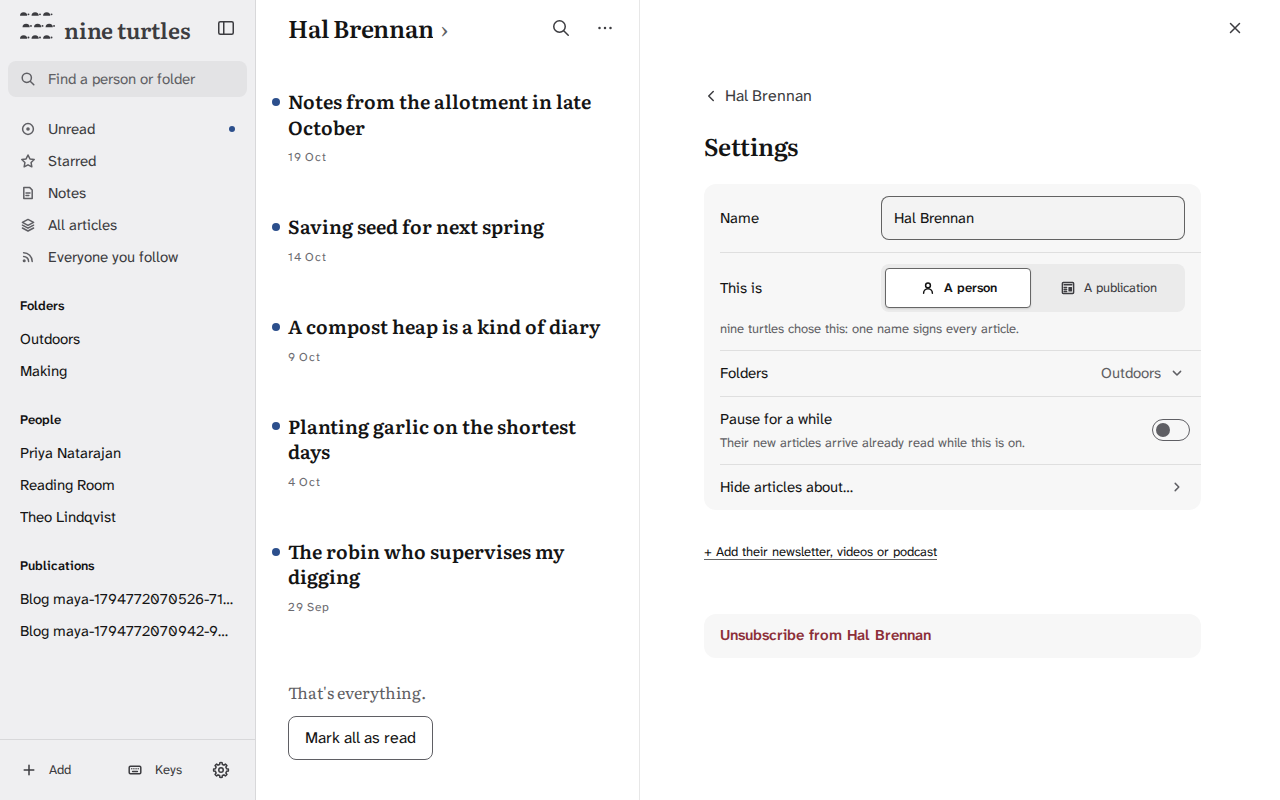 nine turtles
Find a person or folder
Unread
Starred
Notes
All articles
Everyone you follow
Folders
Outdoors
Making
People
Priya Natarajan
Reading Room
Theo Lindqvist
Publications
Blog maya-1794772070526-71...
Blog maya-1794772070942-9...
Add
Keys
Hal Brennan ›
Notes from the allotment in late
October
19 Oct
Saving seed for next spring
14 Oct
A compost heap is a kind of diary
9 Oct
Planting garlic on the shortest
days
4 Oct
The robin who supervises my
digging
29 Sep
That's everything.
Mark all as read
Hal Brennan
Settings
Name
Hal Brennan
This is
A person
A publication
nine turtles chose this: one name signs every article.
Folders
Outdoors
Pause for a while
Their new articles arrive already read while this is on.
Hide articles about...
+ Add their newsletter, videos or podcast
Unsubscribe from Hal Brennan